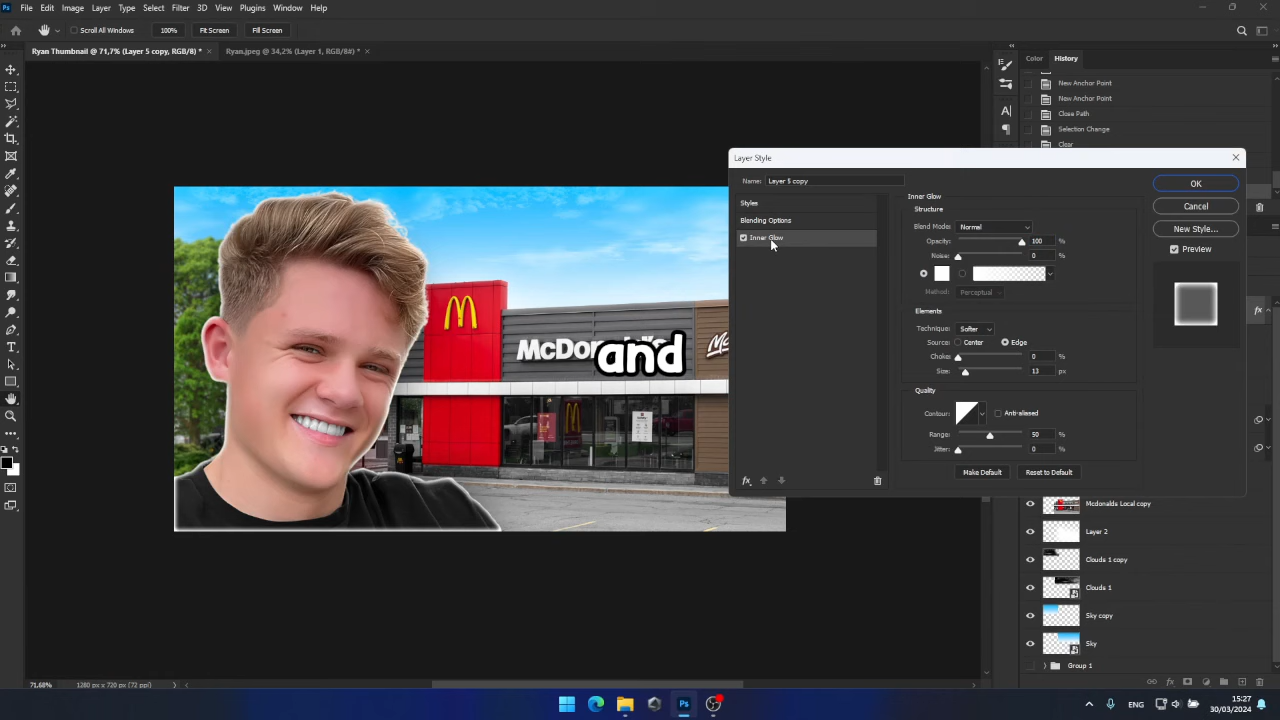 File Edit Image Layer Type Select Filter 3D View Plugins Window Help
Scroll All Windows 100% Fit Screen Fill Screen
Ryan Thumbnail @ 71,7% (Layer 5 copy, RGB/8) * × Ryan.jpeg @ 34,2% (Layer 1, RGB/8#) * ×
Color History
New Anchor Point
New Anchor Point
Close Path
Selection Change
Clear
Layer Style
Name: Layer 5 copy
Styles
Blending Options
Inner Glow
Inner Glow
Structure
Blend Mode: Normal
Opacity: 100 %
Noise: 0 %
Method: Perceptual
Elements
Technique: Softer
Source: Center Edge
Choke: 0 %
Size: 13 px
Quality
Contour: Anti-aliased
Range: 50 %
Jitter: 0 %
Make Default Reset to Default
OK
Cancel
New Style...
Preview
fx
McDonald's
and
Mcdonalds Local copy
Layer 2
Clouds 1 copy
Clouds 1
Sky copy
Sky
Group 1
71.68% 1280 px x 720 px (72 ppi)
ENG 15:27
30/03/2024